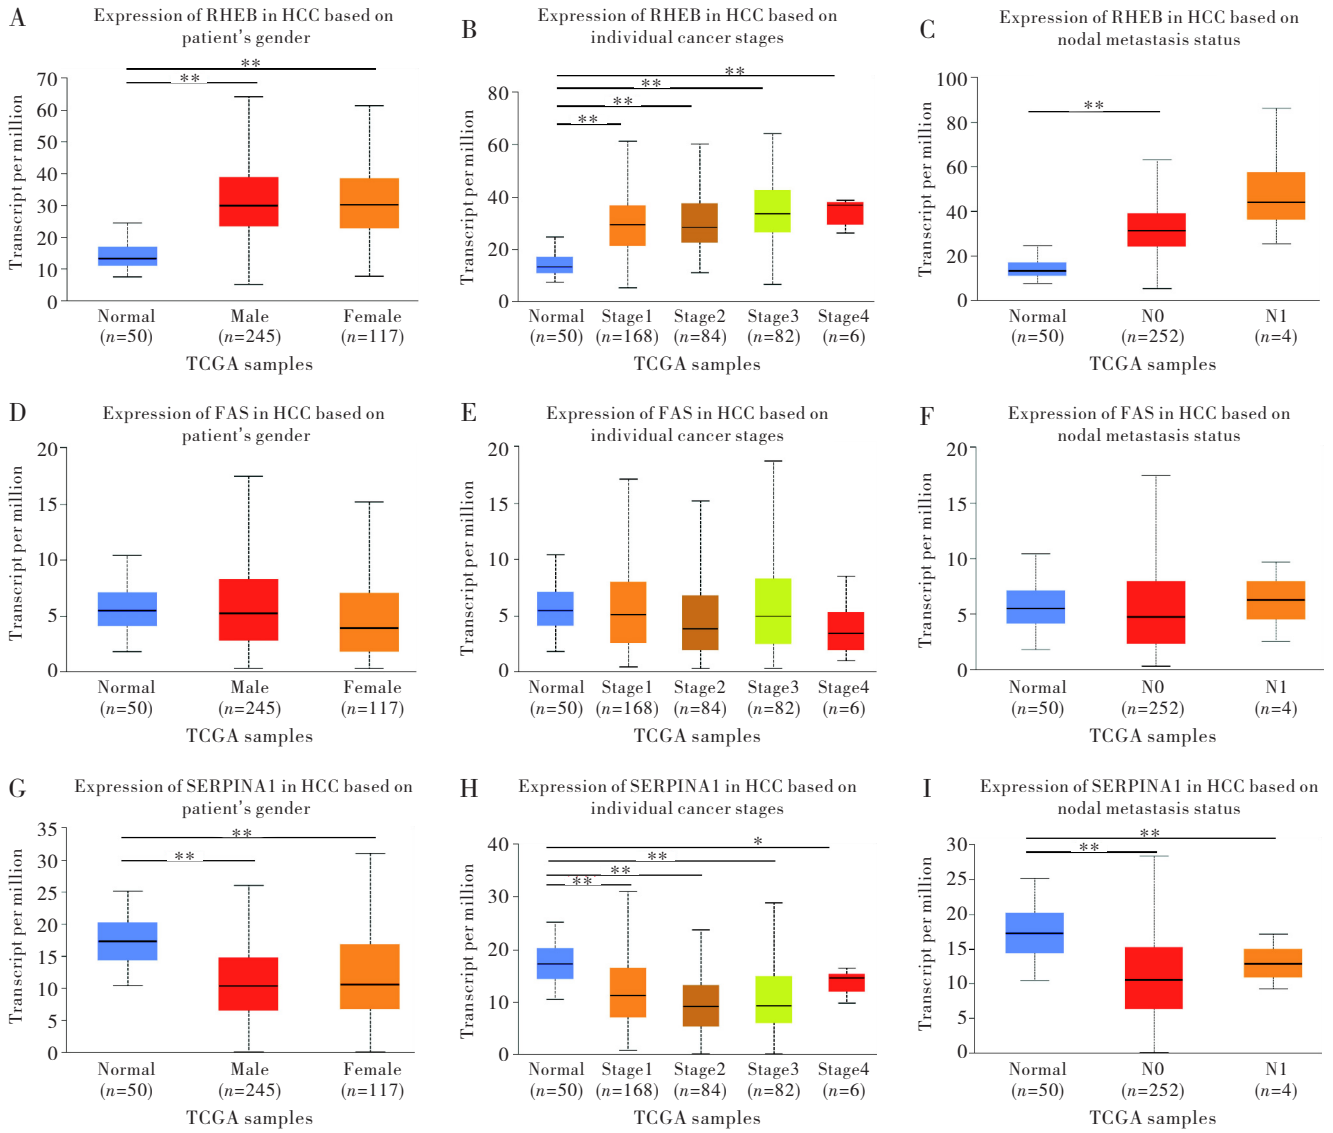 A
Expression of RHEB in HCC based on
patient's gender
Transcript per million
70
60
50
40
30
20
10
0
**
**
Normal
(n=50)
Male
(n=245)
Female
(n=117)
TCGA samples
B
Expression of RHEB in HCC based on
individual cancer stages
Transcript per million
80
60
40
20
0
**
**
**
**
Normal
(n=50)
Stage1
(n=168)
Stage2
(n=84)
Stage3
(n=82)
Stage4
(n=6)
TCGA samples
C
Expression of RHEB in HCC based on
nodal metastasis status
Transcript per million
100
80
60
40
20
0
**
Normal
(n=50)
N0
(n=252)
N1
(n=4)
TCGA samples
D
Expression of FAS in HCC based on
patient's gender
Transcript per million
20
15
10
5
0
Normal
(n=50)
Male
(n=245)
Female
(n=117)
TCGA samples
E
Expression of FAS in HCC based on
individual cancer stages
Transcript per million
20
15
10
5
0
Normal
(n=50)
Stage1
(n=168)
Stage2
(n=84)
Stage3
(n=82)
Stage4
(n=6)
TCGA samples
F
Expression of FAS in HCC based on
nodal metastasis status
Transcript per million
20
15
10
5
0
Normal
(n=50)
N0
(n=252)
N1
(n=4)
TCGA samples
G
Expression of SERPINA1 in HCC based on
patient's gender
Transcript per million
35
30
25
20
15
10
5
0
**
**
Normal
(n=50)
Male
(n=245)
Female
(n=117)
TCGA samples
H
Expression of SERPINA1 in HCC based on
individual cancer stages
Transcript per million
40
30
20
10
0
*
**
**
**
Normal
(n=50)
Stage1
(n=168)
Stage2
(n=84)
Stage3
(n=82)
Stage4
(n=6)
TCGA samples
I
Expression of SERPINA1 in HCC based on
nodal metastasis status
Transcript per million
30
25
20
15
10
5
0
**
**
Normal
(n=50)
N0
(n=252)
N1
(n=4)
TCGA samples